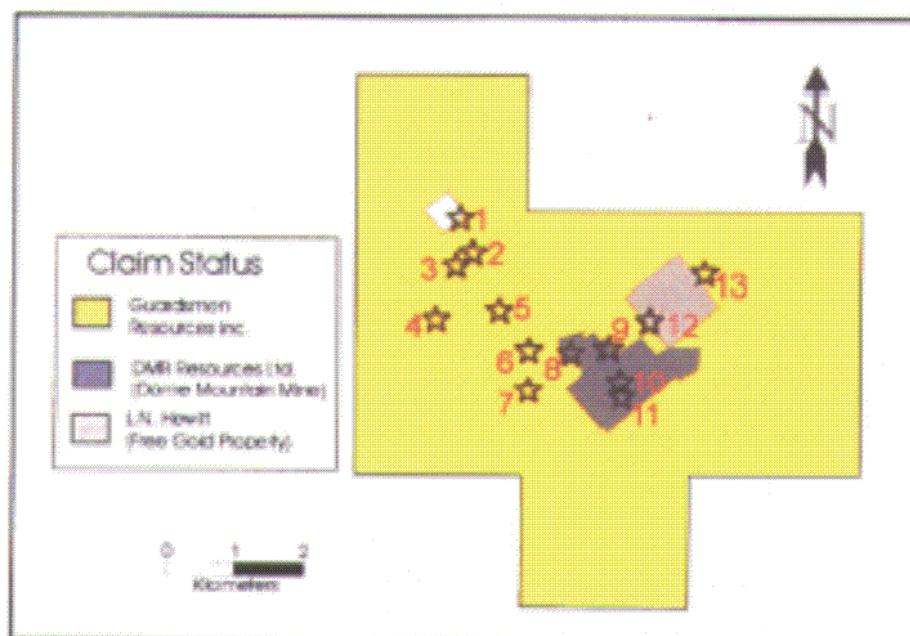 N
1
2
3
13
5
4
12
9
6
8
10
7
11
Claim Status
Guardsmen
Resources Inc.
DMR Resources Ltd.
(Dome Mountain Mine)
L.N. Hewitt
(Free Gold Property)
0 1 2
Kilometers